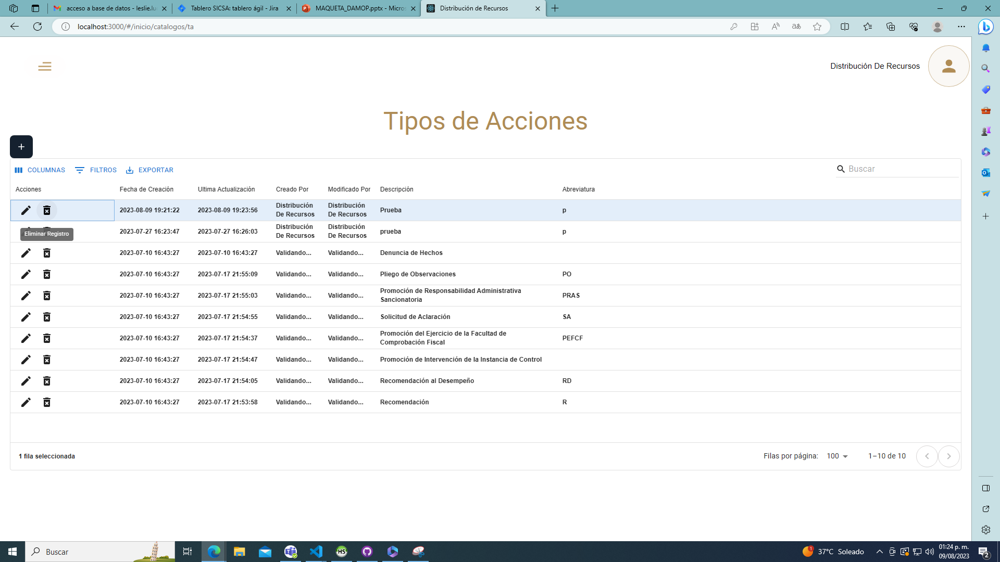 acceso a base de datos - leslie.lu
Tablero SICSA: tablero ágil - Jira
MAQUETA_DAMOP.pptx - Micros
Distribución de Recursos
localhost:3000/#/inicio/catalogos/ta
Distribución De Recursos
Tipos de Acciones
COLUMNAS FILTROS EXPORTAR Buscar
Acciones Fecha de Creación Ultima Actualización Creado Por Modificado Por Descripción Abreviatura
2023-08-09 19:21:22 2023-08-09 19:23:56 Distribución De Recursos Distribución De Recursos Prueba p
Eliminar Registro
2023-07-27 16:23:47 2023-07-27 16:26:03 Distribución De Recursos Distribución De Recursos prueba p
2023-07-10 16:43:27 2023-07-10 16:43:27 Validando... Validando... Denuncia de Hechos
2023-07-10 16:43:27 2023-07-17 21:55:09 Validando... Validando... Pliego de Observaciones PO
2023-07-10 16:43:27 2023-07-17 21:55:03 Validando... Validando... Promoción de Responsabilidad Administrativa Sancionatoria PRAS
2023-07-10 16:43:27 2023-07-17 21:54:55 Validando... Validando... Solicitud de Aclaración SA
2023-07-10 16:43:27 2023-07-17 21:54:37 Validando... Validando... Promoción del Ejercicio de la Facultad de Comprobación Fiscal PEFCF
2023-07-10 16:43:27 2023-07-17 21:54:47 Validando... Validando... Promoción de Intervención de la Instancia de Control
2023-07-10 16:43:27 2023-07-17 21:54:05 Validando... Validando... Recomendación al Desempeño RD
2023-07-10 16:43:27 2023-07-17 21:53:58 Validando... Validando... Recomendación R
1 fila seleccionada Filas por página: 100 1–10 de 10
Buscar
HS
1
37°C Soleado
01:24 p. m.
09/08/2023
2